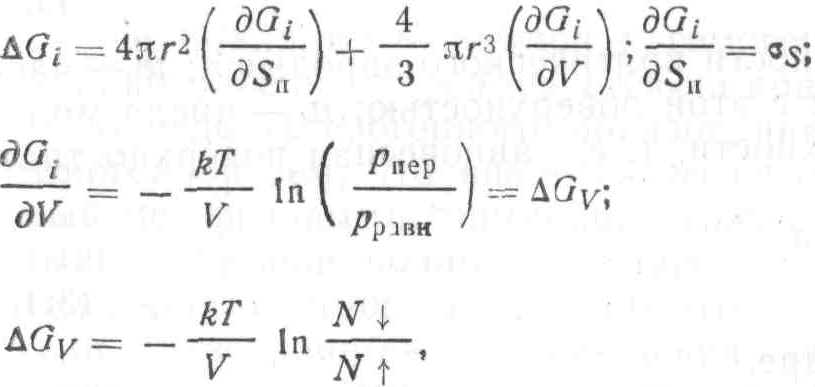 ΔG_i = 4πr² (∂G_i/∂S_п) + 4/3 πr³ (∂G_i/∂V); ∂G_i/∂S_п = σ_S;
∂G_i/∂V = − kT/V ln (p_пер/p_равн) = ΔG_V;
ΔG_V = − kT/V ln N↓/N↑,